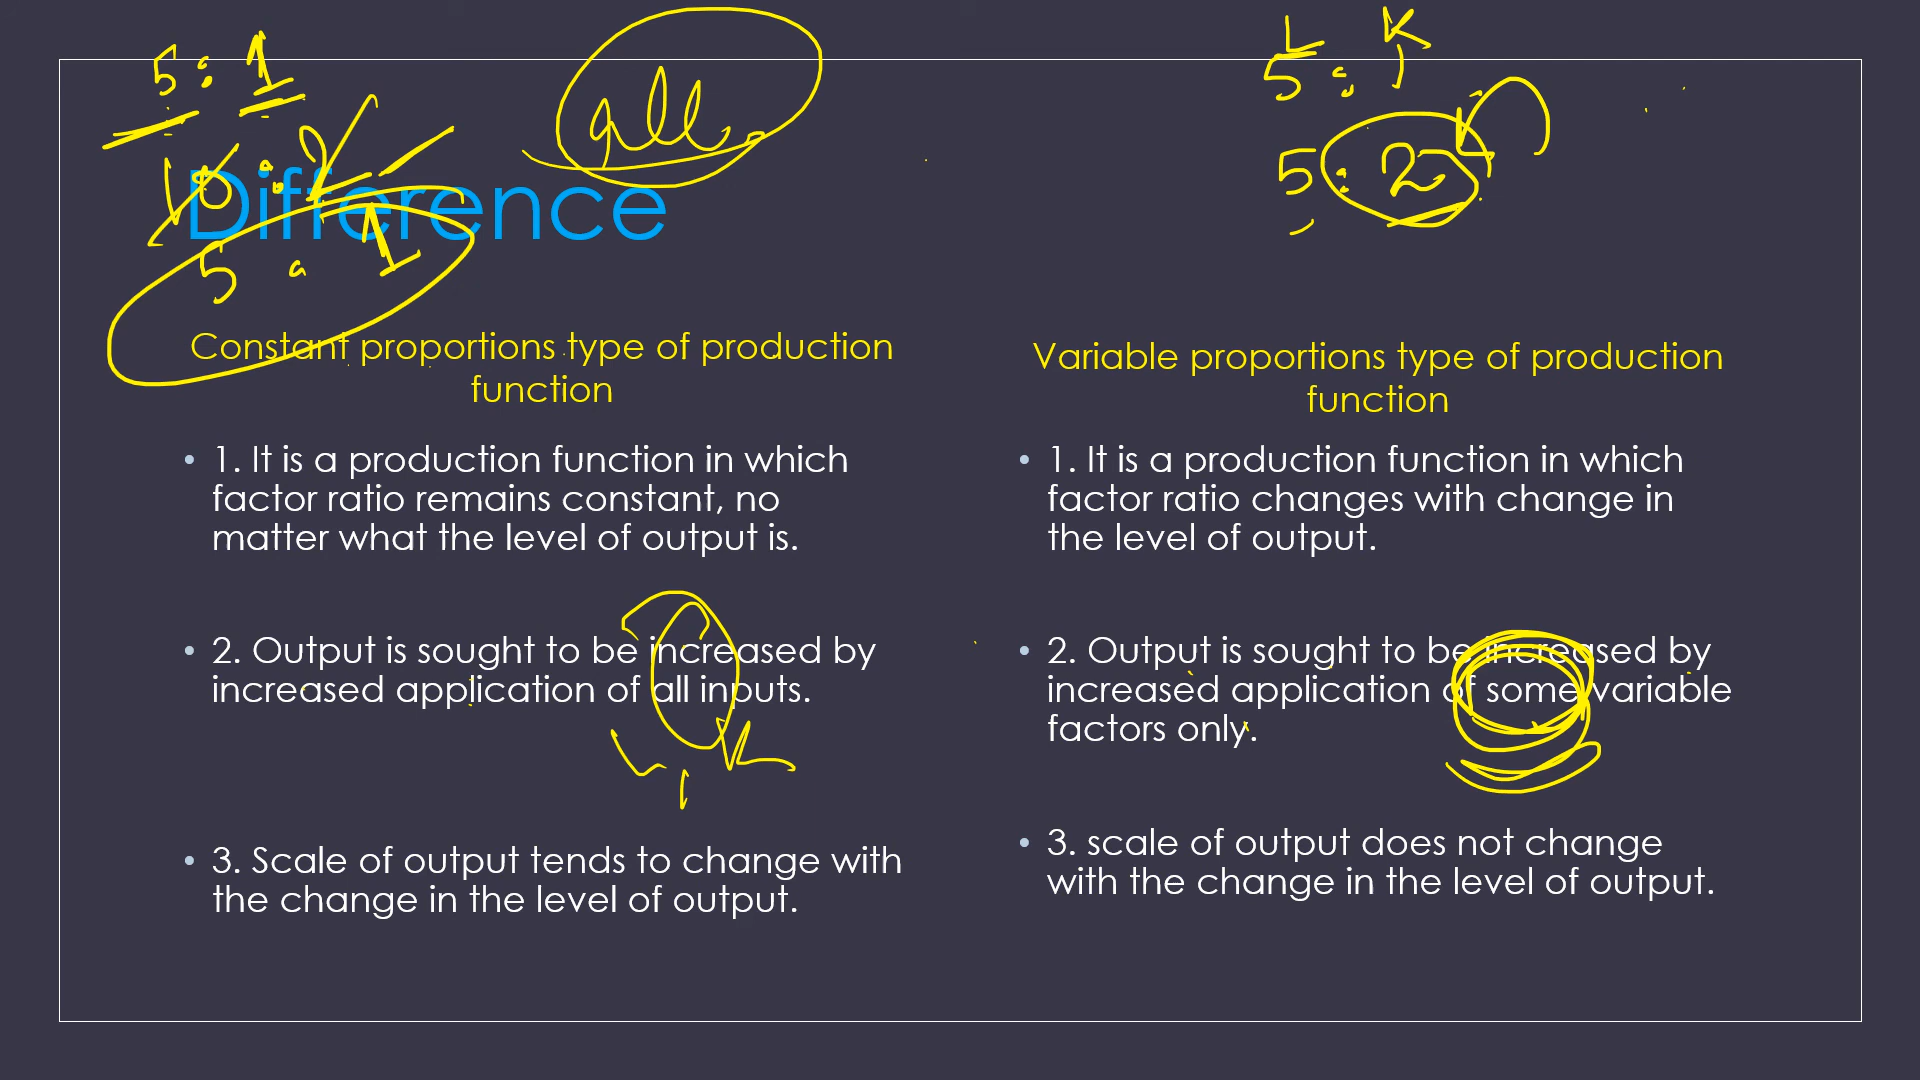 5 : 1
all
L K
5 : 1
10 : 2
5 : 2
Difference
5 : 1
Constant proportions type of production
function
• 1. It is a production function in which
factor ratio remains constant, no
matter what the level of output is.
• 2. Output is sought to be increased by
increased application of all inputs.
L, K
• 3. Scale of output tends to change with
the change in the level of output.
Variable proportions type of production
function
• 1. It is a production function in which
factor ratio changes with change in
the level of output.
• 2. Output is sought to be increased by
increased application of some variable
factors only.
• 3. scale of output does not change
with the change in the level of output.